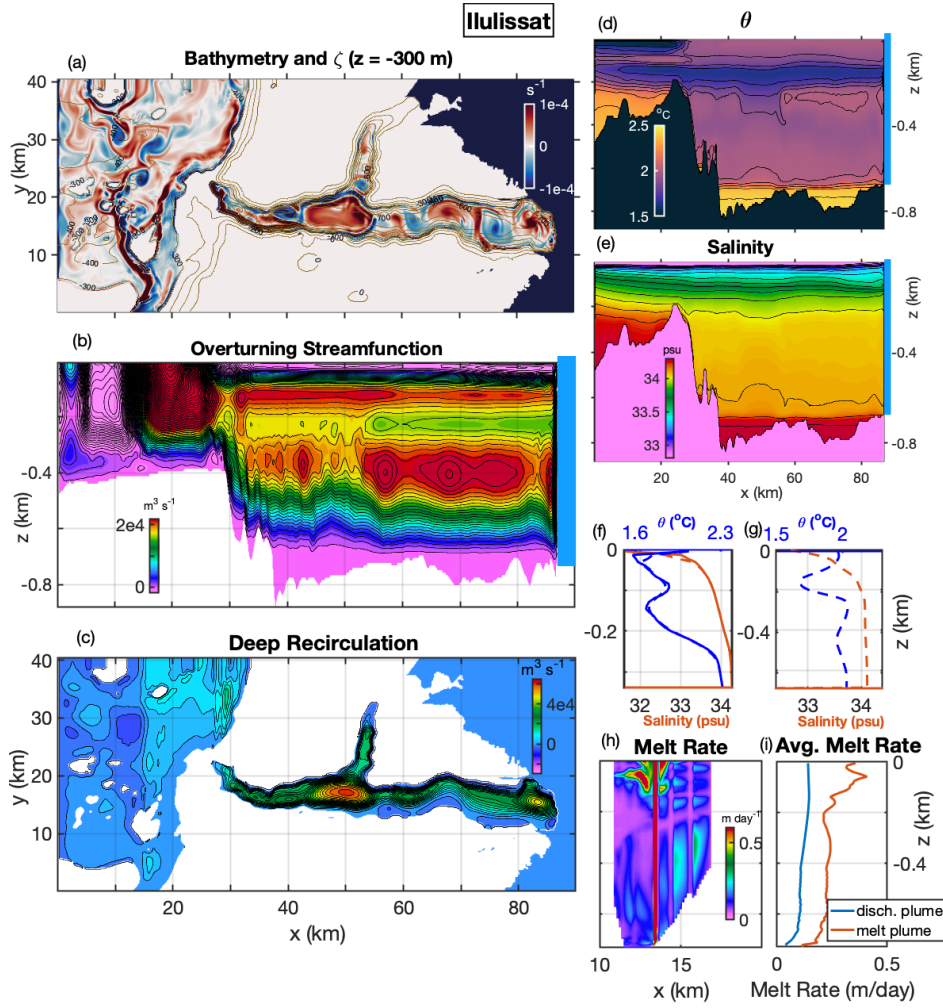 Ilulissat
(a)
Bathymetry and ζ (z = -300 m)
s⁻¹
1e-4
0
-1e-4
40
30
20
10
0
y (km)
(b)
Overturning Streamfunction
-0.4
-0.8
z (km)
m³ s⁻¹
2e4
0
(c)
Deep Recirculation
m³ s⁻¹
4e4
0
40
30
20
10
y (km)
0
20
40
60
80
x (km)
(d)
θ
°C
2.5
2
1.5
0
-0.4
-0.8
z (km)
(e)
Salinity
psu
34
33.5
33
0
-0.4
-0.8
z (km)
20
40
60
80
x (km)
(f)
θ (°C)
1.6
2.3
0
-0.2
32
33
34
Salinity (psu)
(g)
θ (°C)
1.5
2
0
-0.4
z (km)
33
34
Salinity (psu)
(h)
Melt Rate
m day⁻¹
0.5
0
10
15
x (km)
(i)
Avg. Melt Rate
0
-0.4
z (km)
disch. plume
melt plume
0
0.5
Melt Rate (m/day)